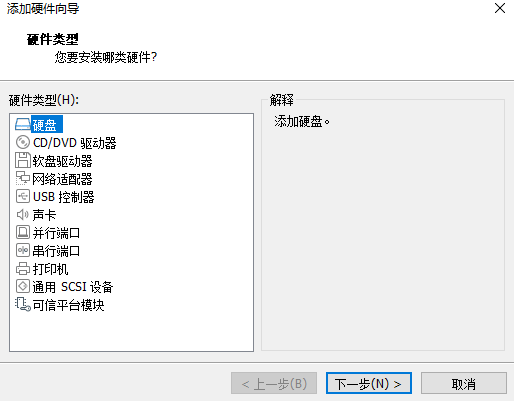 添加硬件向导
硬件类型
您要安装哪类硬件?
硬件类型(H):
硬盘
CD/DVD 驱动器
软盘驱动器
网络适配器
USB 控制器
声卡
并行端口
串行端口
打印机
通用 SCSI 设备
可信平台模块
解释
添加硬盘。
< 上一步(B)
下一步(N) >
取消